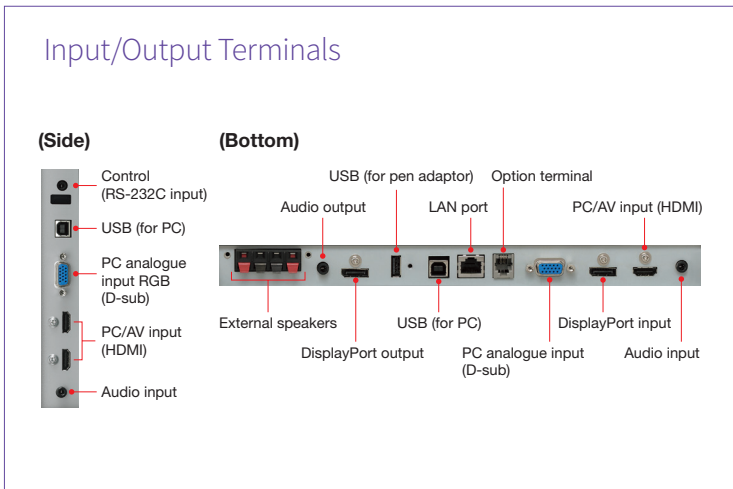 Input/Output Terminals
(Side)
Control
(RS-232C input)
USB (for PC)
PC analogue
input RGB
(D-sub)
PC/AV input
(HDMI)
Audio input
(Bottom)
USB (for pen adaptor)
Option terminal
Audio output
LAN port
PC/AV input (HDMI)
External speakers
USB (for PC)
DisplayPort input
DisplayPort output
PC analogue input
(D-sub)
Audio input